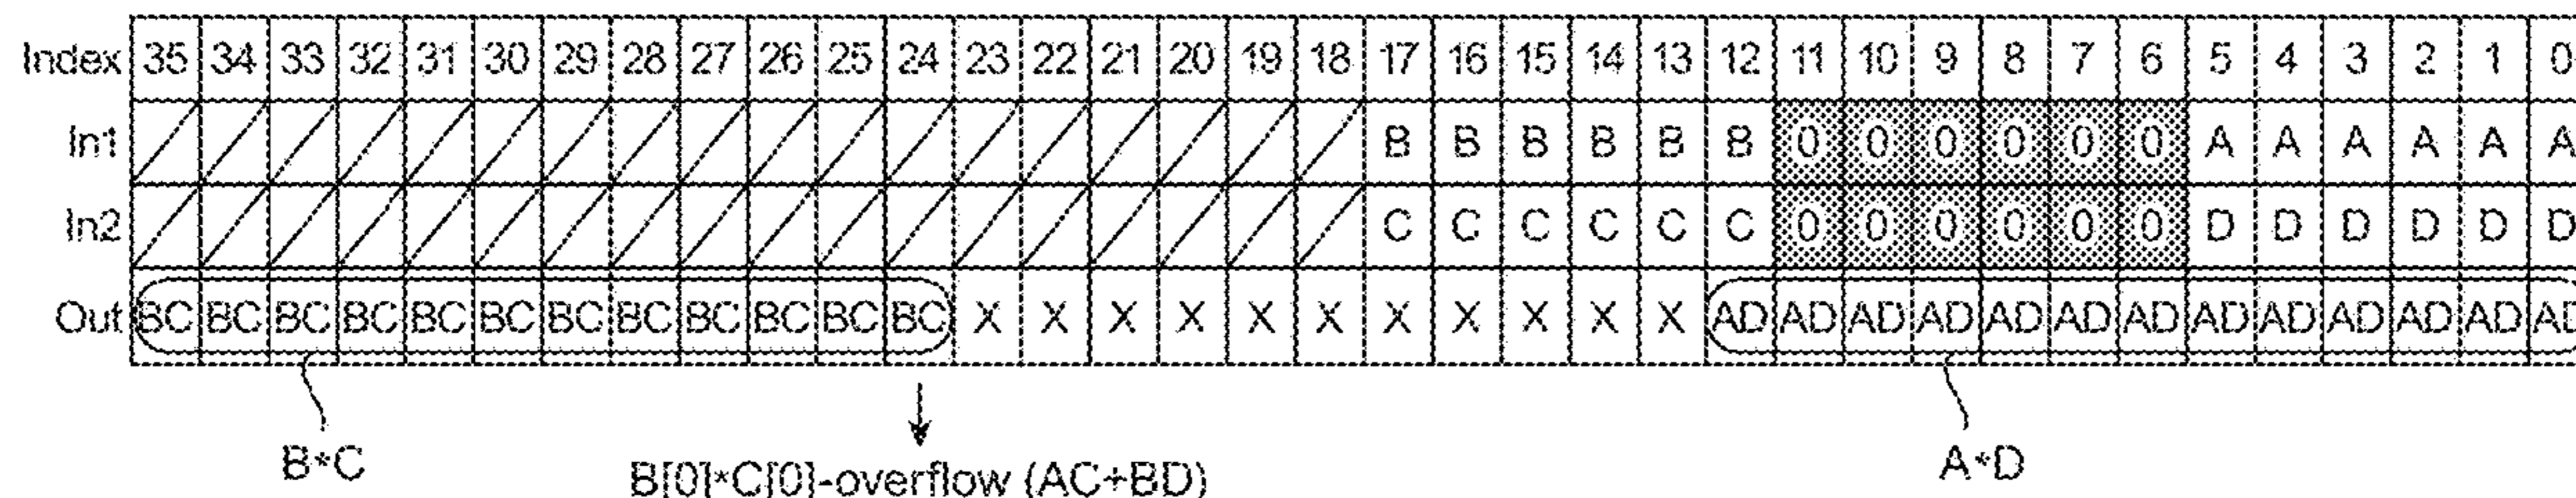 Index 35 34 33 32 31 30 29 28 27 26 25 24 23 22 21 20 19 18 17 16 15 14 13 12 11 10 9 8 7 6 5 4 3 2 1 0
In1 B B B B B B 0 0 0 0 0 0 A A A A A A
In2 C C C C C C 0 0 0 0 0 0 D D D D D D
Out BC BC BC BC BC BC BC BC BC BC BC BC X X X X X X X X X X X AD AD AD AD AD AD AD AD AD AD AD AD AD
B*C
B[0]*C[0]-overflow (AC+BD)
A*D